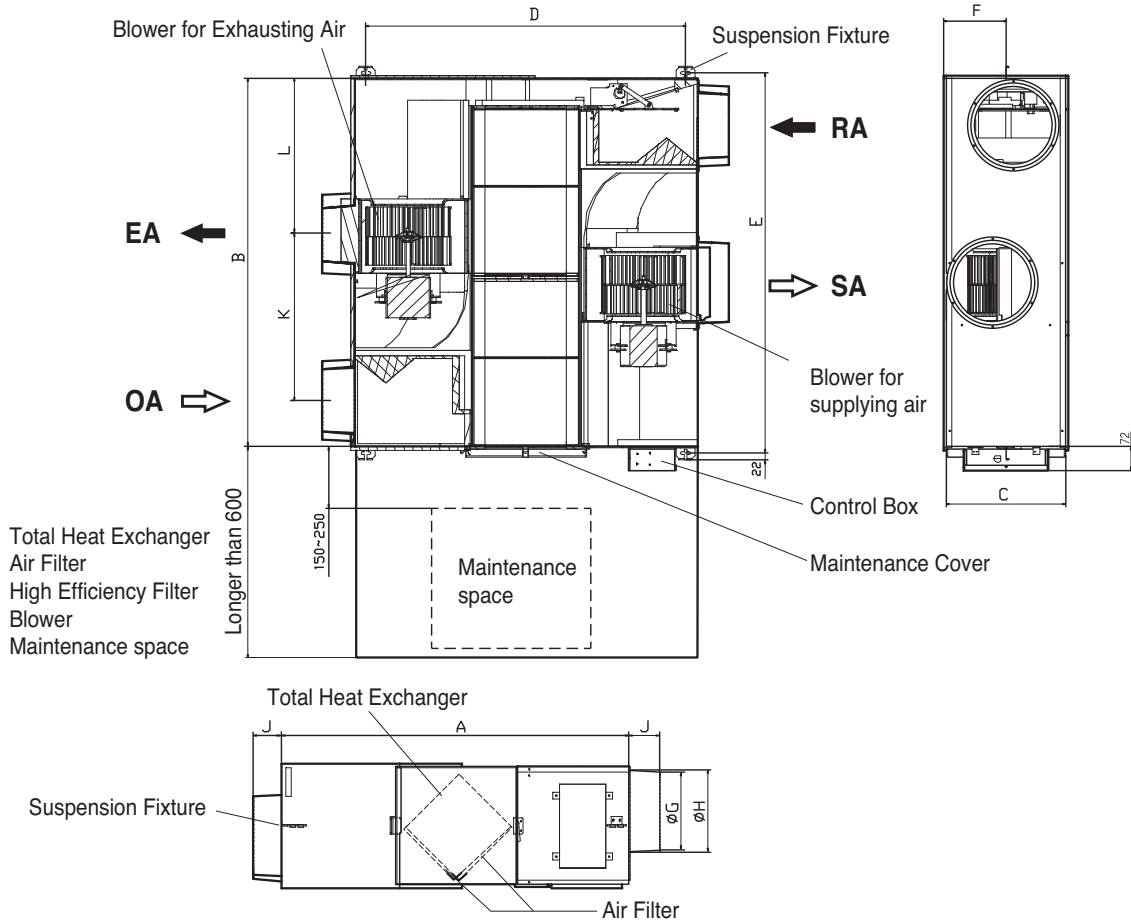 D
Blower for Exhausting Air
Suspension Fixture
F
RA
L
EA
B
E
SA
K
OA
Blower for
supplying air
22
72
C
Control Box
Total Heat Exchanger
Air Filter
High Efficiency Filter
Blower
Maintenance space
Longer than 600
150~250
Maintenance
space
Maintenance Cover
Total Heat Exchanger
J
A
J
Suspension Fixture
øG
øH
Air Filter